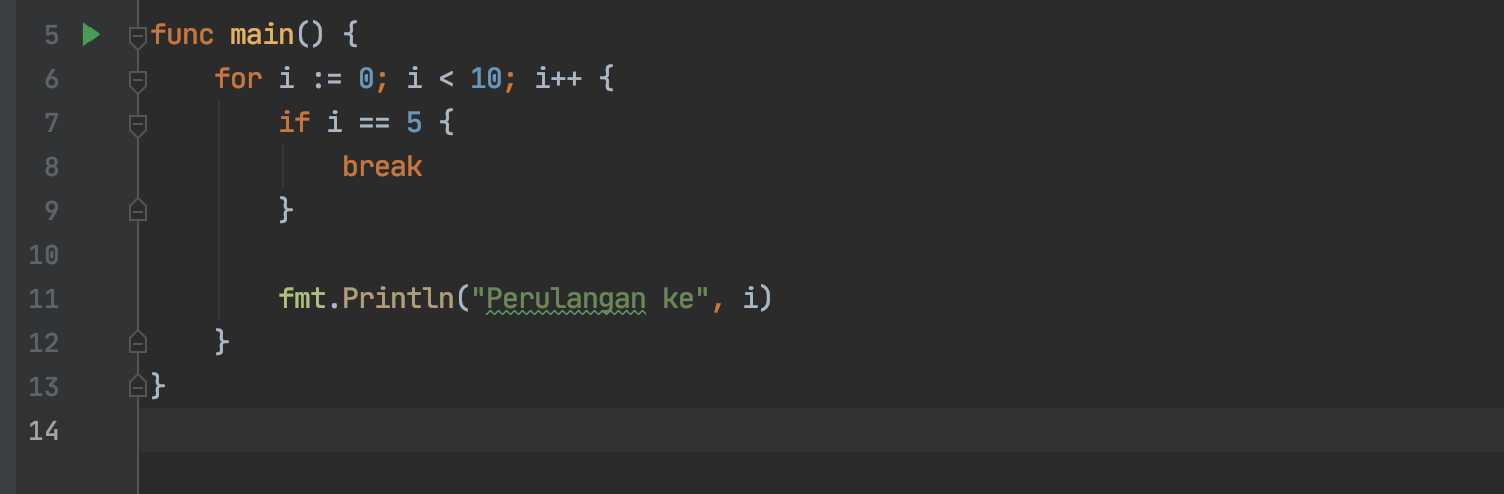 5 func main() {
6     for i := 0; i < 10; i++ {
7         if i == 5 {
8             break
9         }
10
11         fmt.Println("Perulangan ke", i)
12     }
13 }
14